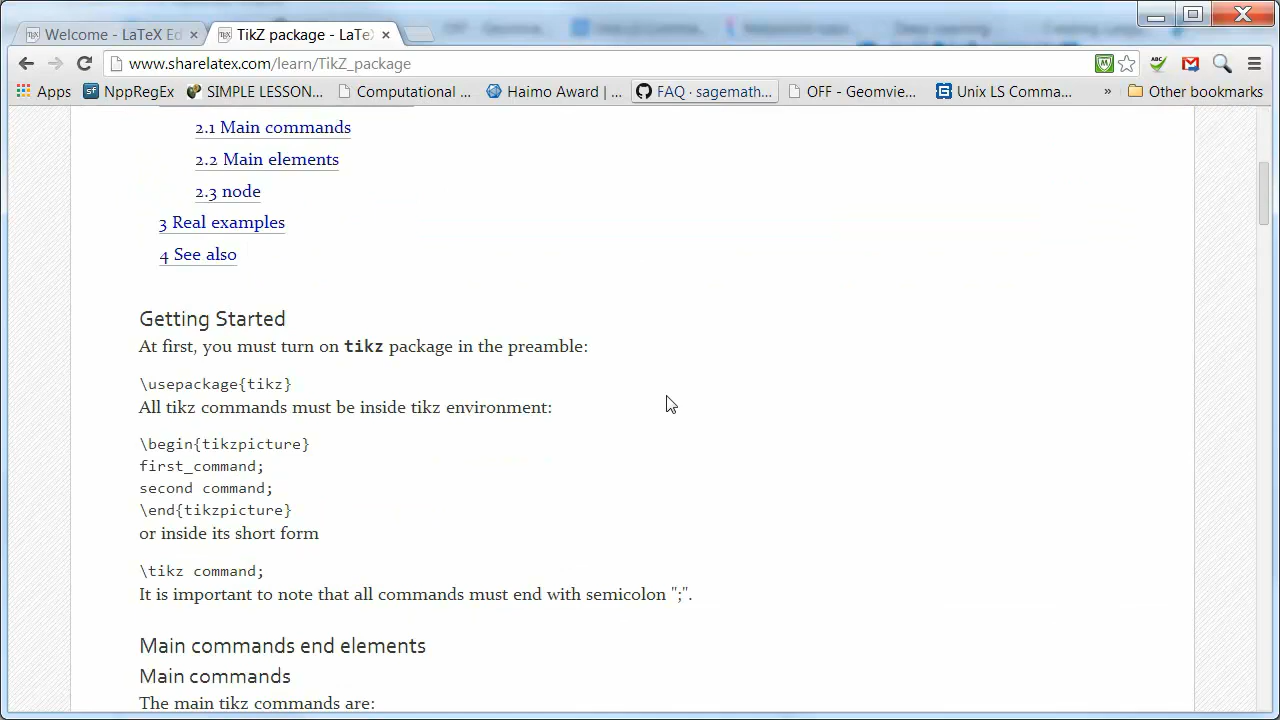 Welcome - LaTeX Ed
TikZ package - LaTeX
www.sharelatex.com/learn/TikZ_package
Apps
NppRegEx
SIMPLE LESSON...
Computational ...
Haimo Award | ...
FAQ · sagemath...
OFF - Geomvie...
Unix LS Comma...
»
Other bookmarks
2.1 Main commands
2.2 Main elements
2.3 node
3 Real examples
4 See also
Getting Started
At first, you must turn on tikz package in the preamble:
\usepackage{tikz}
All tikz commands must be inside tikz environment:
\begin{tikzpicture}
first_command;
second command;
\end{tikzpicture}
or inside its short form
\tikz command;
It is important to note that all commands must end with semicolon ";".
Main commands end elements
Main commands
The main tikz commands are: